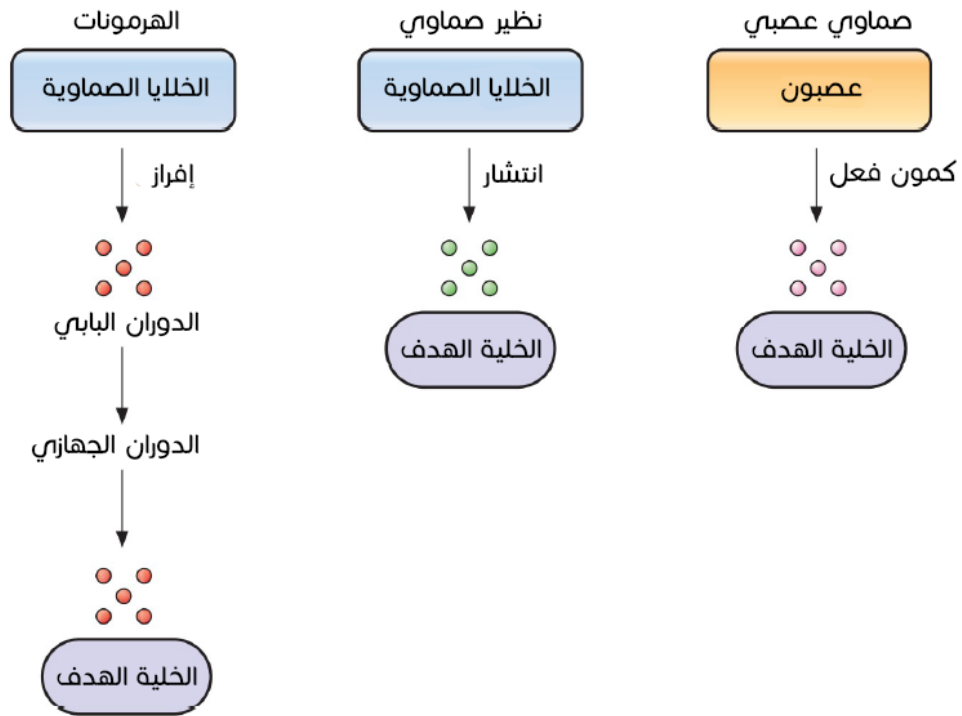 صماوي عصبي
عصبون
كمون فعل
الخلية الهدف
نظير صماوي
الخلايا الصماوية
انتشار
الخلية الهدف
الهرمونات
الخلايا الصماوية
إفراز
الدوران البابي
الدوران الجهازي
الخلية الهدف